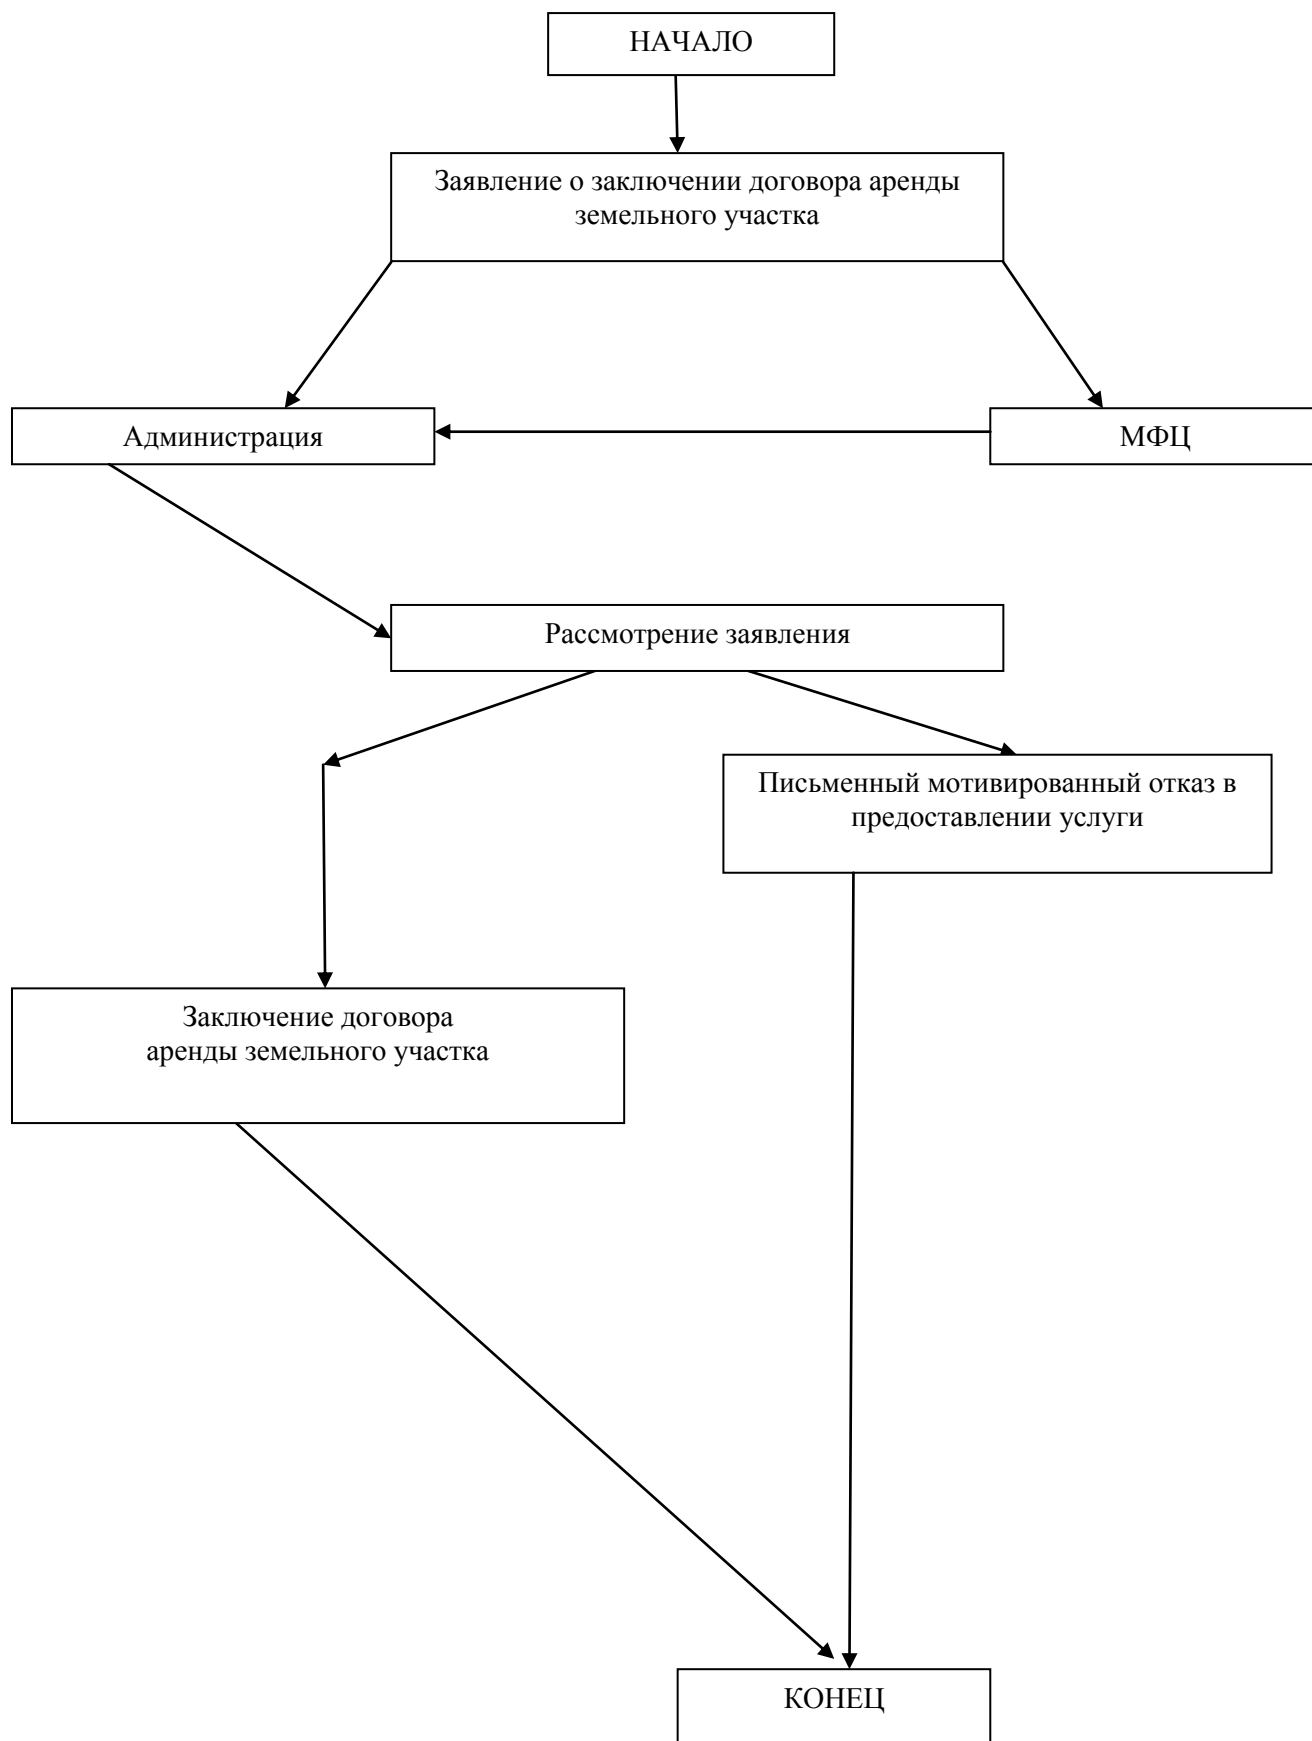 НАЧАЛО
Заявление о заключении договора аренды
земельного участка
Администрация
МФЦ
Рассмотрение заявления
Письменный мотивированный отказ в
предоставлении услуги
Заключение договора
аренды земельного участка
КОНЕЦ